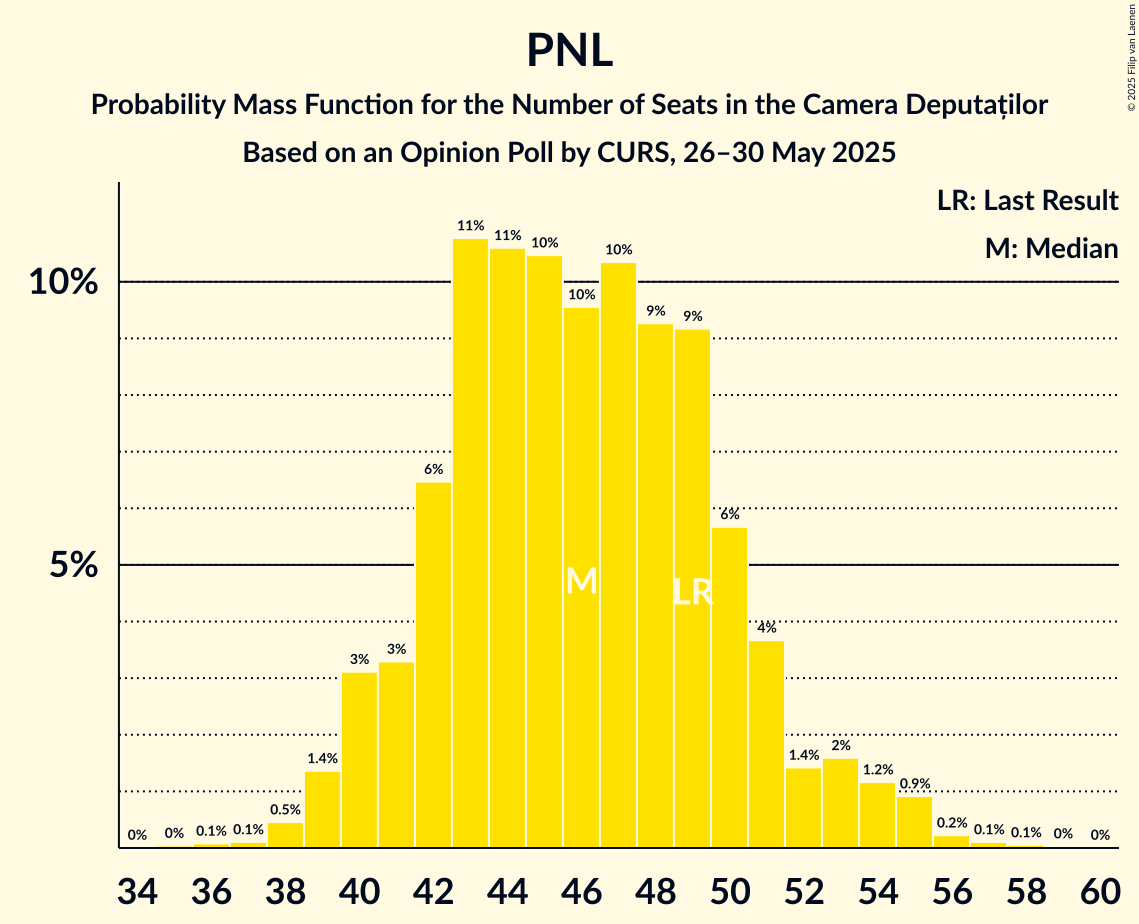 © 2025 Filip van Laenen
PNL
Probability Mass Function for the Number of Seats in the Camera Deputaților
Based on an Opinion Poll by CURS, 26–30 May 2025
LR: Last Result
M: Median
10%
5%
0% 0% 0.1% 0.1% 0.5% 1.4% 3% 3% 6% 11% 11% 10% 10% 10% 9% 9% 6% 4% 1.4% 2% 1.2% 0.9% 0.2% 0.1% 0.1% 0% 0%
M LR
34 36 38 40 42 44 46 48 50 52 54 56 58 60